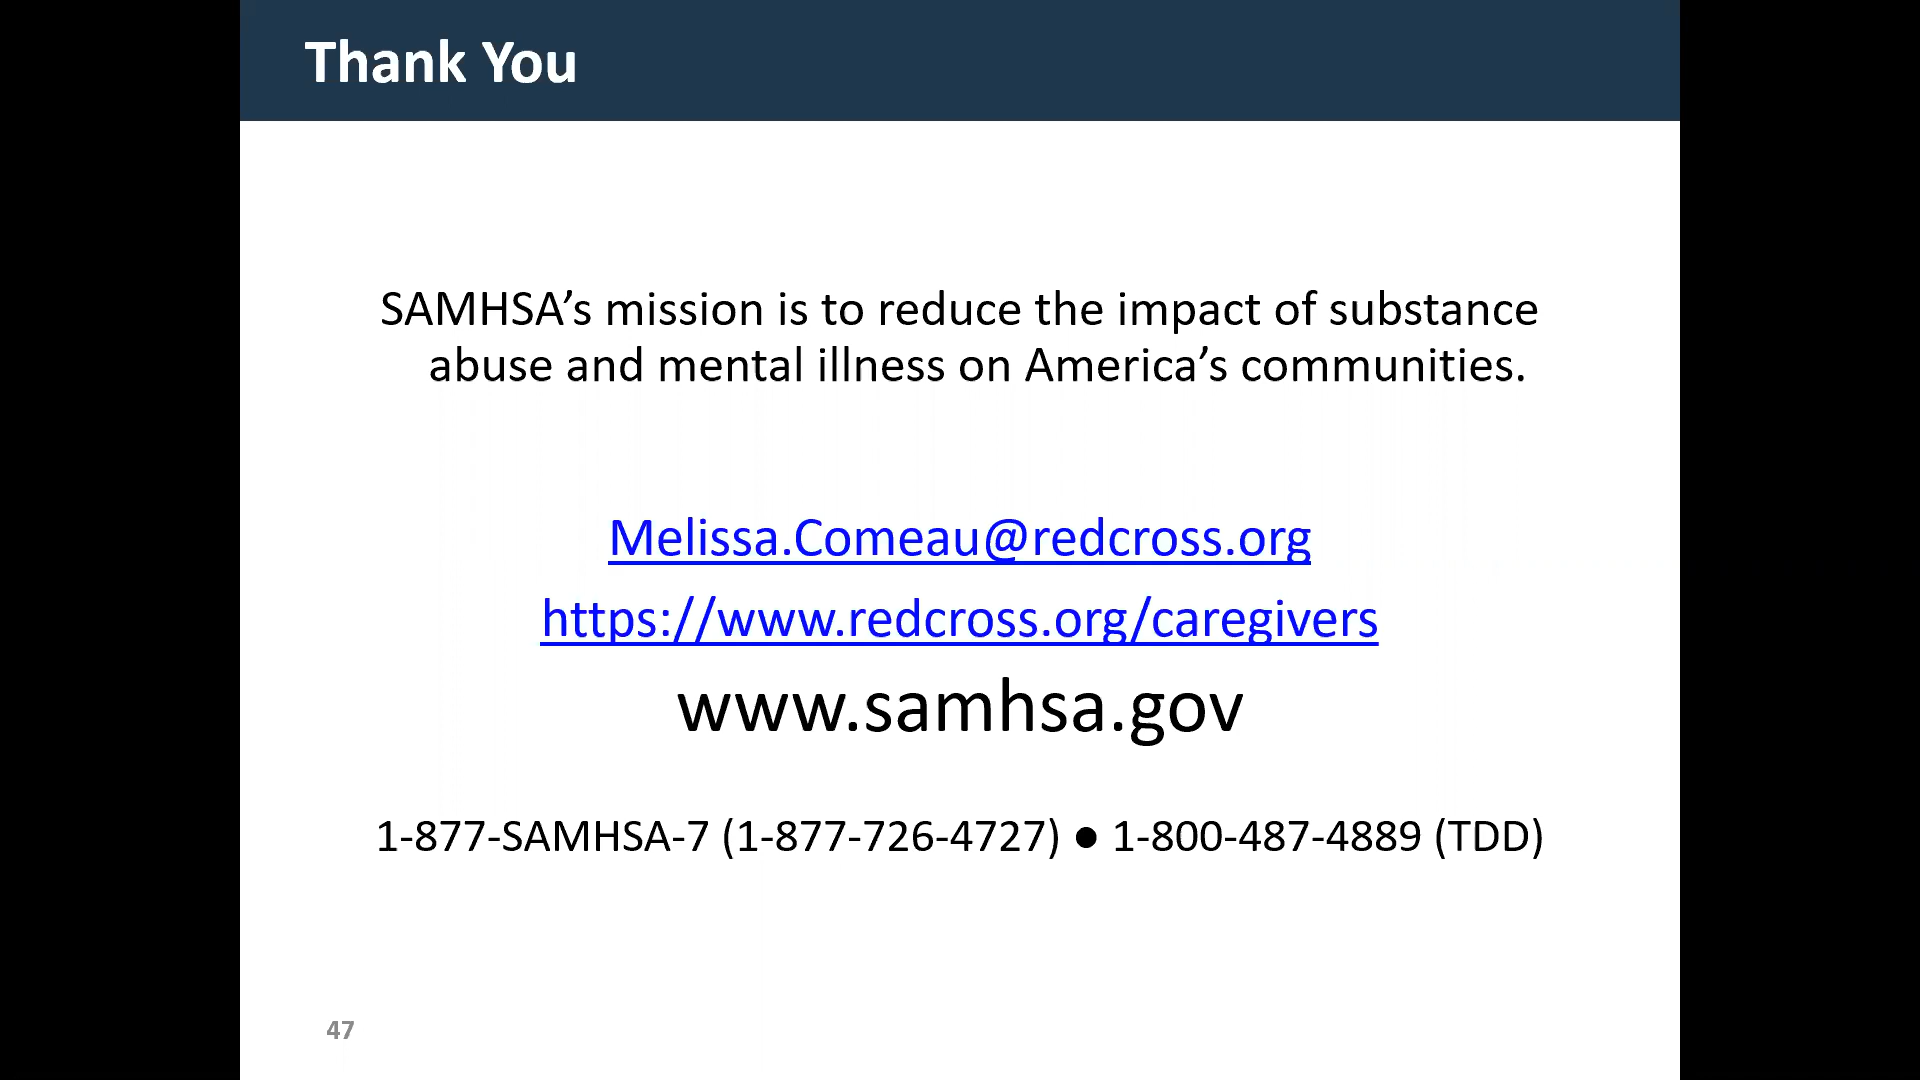 Thank You
SAMHSA’s mission is to reduce the impact of substance
abuse and mental illness on America’s communities.
Melissa.Comeau@redcross.org
https://www.redcross.org/caregivers
www.samhsa.gov
1-877-SAMHSA-7 (1-877-726-4727) ● 1-800-487-4889 (TDD)
47